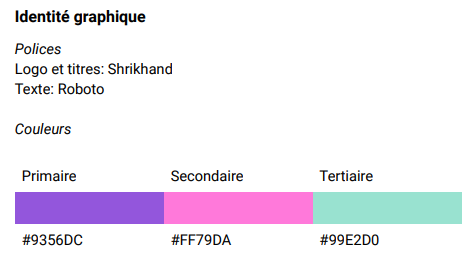 Identité graphique
Polices
Logo et titres: Shrikhand
Texte: Roboto
Couleurs
Primaire Secondaire Tertiaire
#9356DC #FF79DA #99E2D0